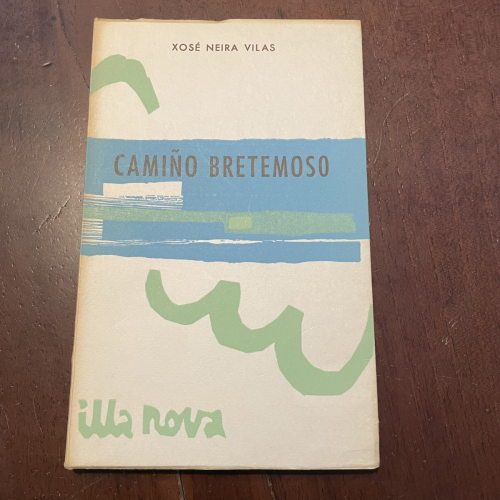 XOSÉ NEIRA VILAS
CAMIÑO BRETEMOSO
illa nova